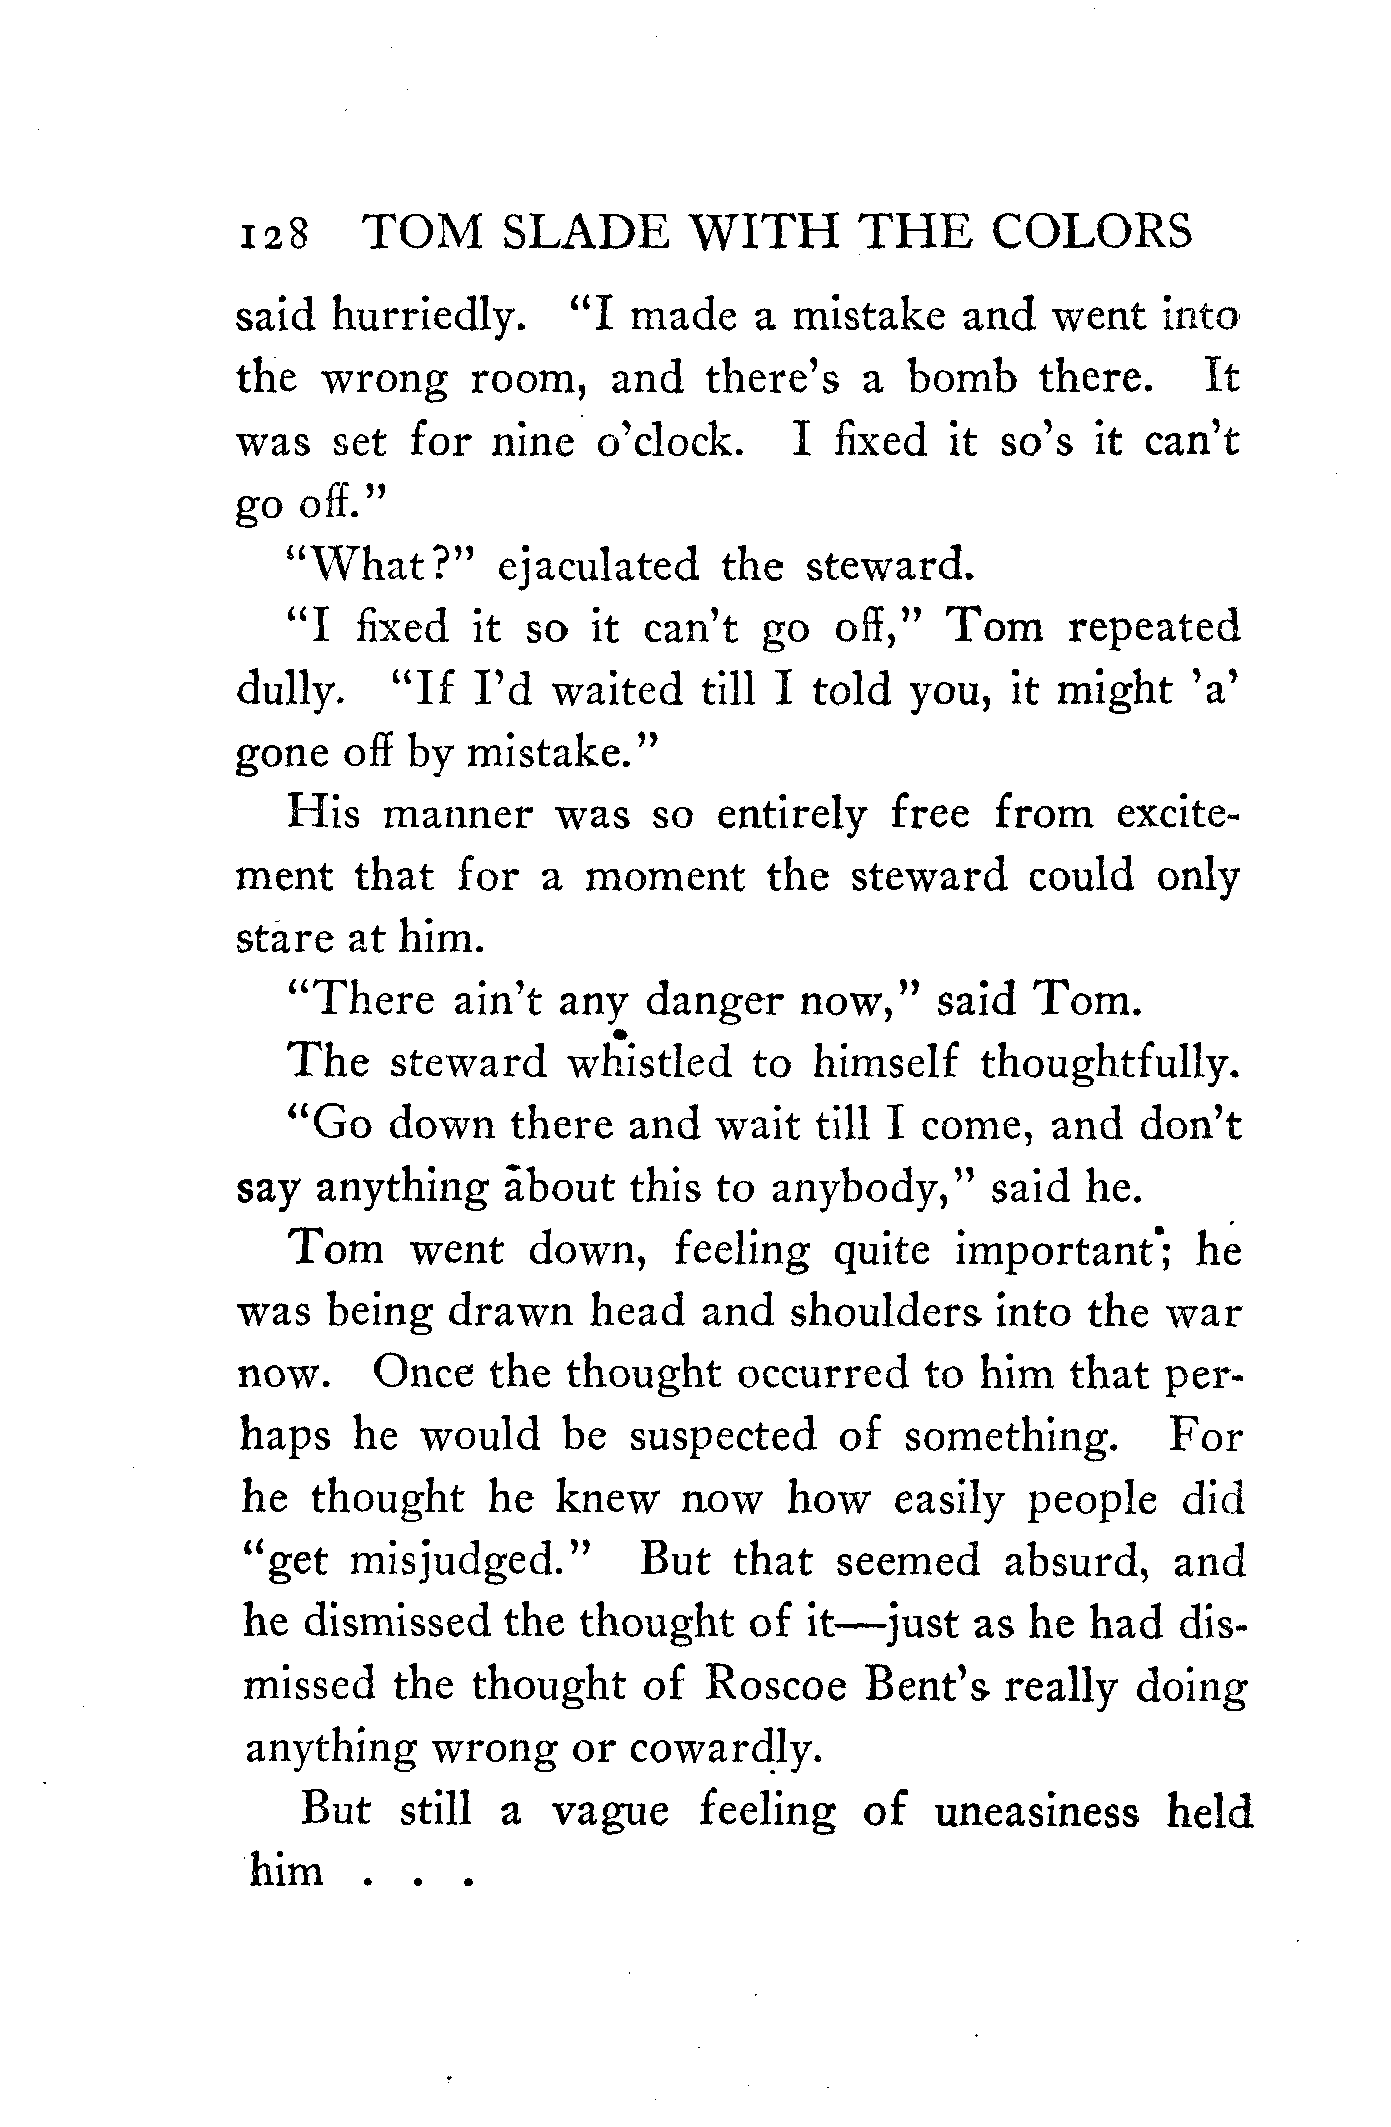 128 TOM SLADE WITH THE COLORS
said hurriedly. "I made a mistake and went into
the wrong room, and there's a bomb there. It
was set for nine o'clock. I fixed it so's it can't
go off."
"What?" ejaculated the steward.
"I fixed it so it can't go off," Tom repeated
dully. "If I'd waited till I told you, it might 'a'
gone off by mistake."
His manner was so entirely free from excite-
ment that for a moment the steward could only
stare at him.
"There ain't any danger now," said Tom.
The steward whistled to himself thoughtfully.
"Go down there and wait till I come, and don't
say anything about this to anybody," said he.
Tom went down, feeling quite important; he
was being drawn head and shoulders into the war
now. Once the thought occurred to him that per-
haps he would be suspected of something. For
he thought he knew now how easily people did
"get misjudged." But that seemed absurd, and
he dismissed the thought of it—just as he had dis-
missed the thought of Roscoe Bent's really doing
anything wrong or cowardly.
But still a vague feeling of uneasiness held
him . . .